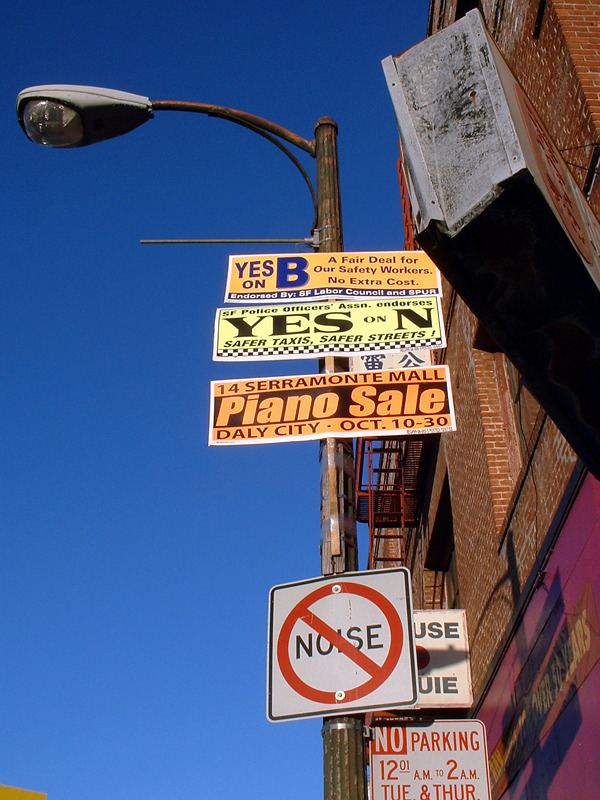 YES ON B
A Fair Deal for
Our Safety Workers.
No Extra Cost.
Endorsed By: SF Labor Council and SPUR
SF Police Officers' Assn. endorses
YES ON N
SAFER TAXIS, SAFER STREETS!
14 SERRAMONTE MALL
Piano Sale
DALY CITY · OCT. 10-30
NOISE
USE
UIE
NO PARKING
12 01 A.M. TO 2 A.M.
TUE. & THUR.